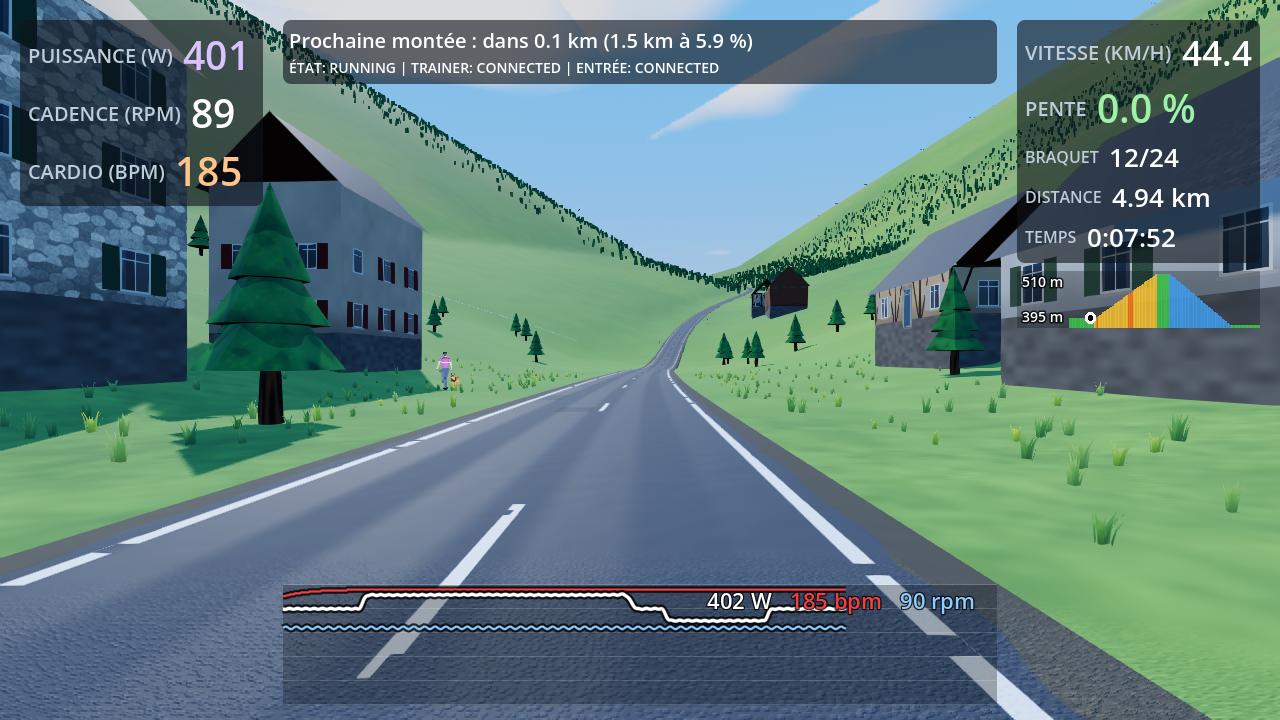 PUISSANCE (W) 401
CADENCE (RPM) 89
CARDIO (BPM) 185
Prochaine montée : dans 0.1 km (1.5 km à 5.9 %)
ETAT: RUNNING | TRAINER: CONNECTED | ENTRÉE: CONNECTED
VITESSE (KM/H) 44.4
PENTE 0.0 %
BRAQUET 12/24
DISTANCE 4.94 km
TEMPS 0:07:52
510 m
395 m
402 W 185 bpm 90 rpm